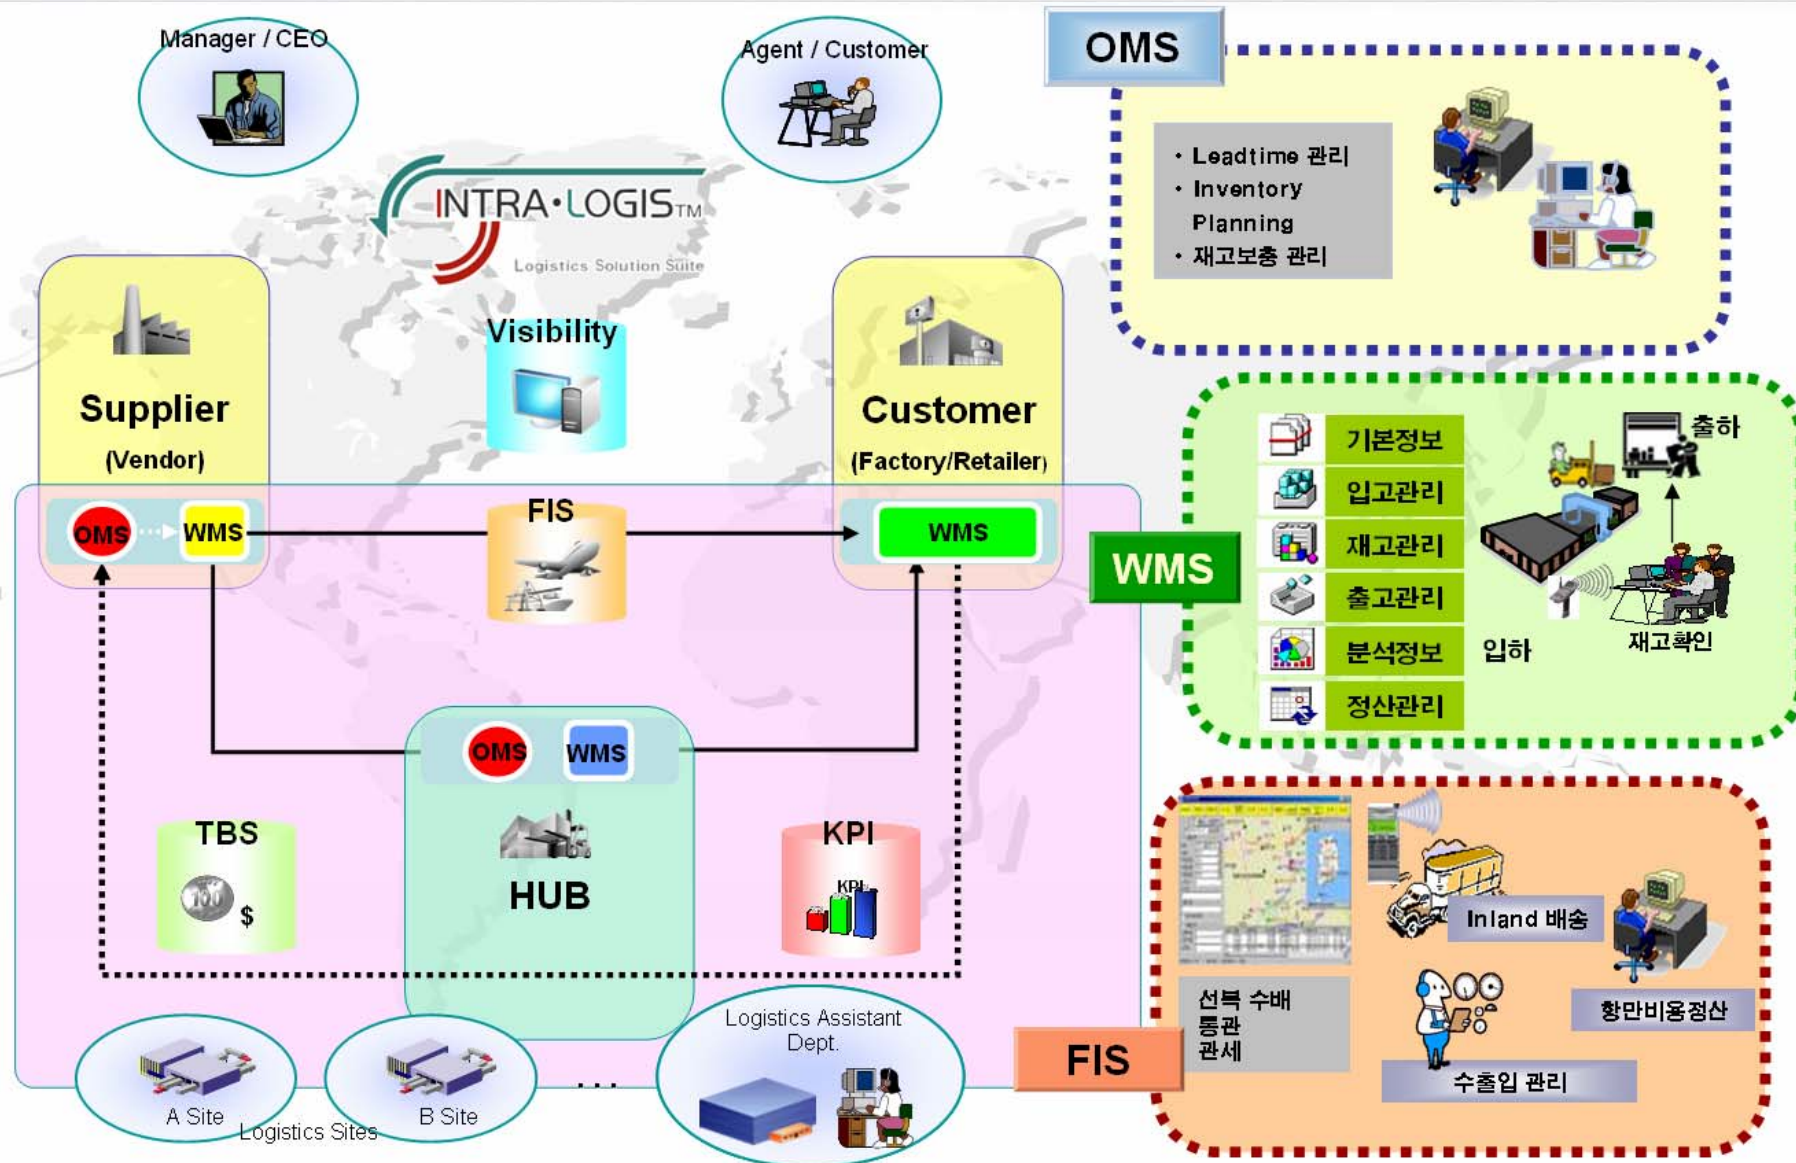 Manager / CEO
Agent / Customer
INTRA·LOGIS TM
Logistics Solution Suite
Supplier
(Vendor)
Visibility
Customer
(Factory/Retailer)
OMS
WMS
FIS
WMS
OMS
WMS
HUB
TBS
100
$
KPI
KPI
A Site
Logistics Sites
B Site
...
Logistics Assistant
Dept.
OMS
• Leadtime 관리
• Inventory
Planning
• 재고보충 관리
WMS
기본정보
입고관리
재고관리
출고관리
분석정보
정산관리
출하
입하
재고확인
FIS
선복 수배
통관
관세
Inland 배송
항만비용정산
수출입 관리